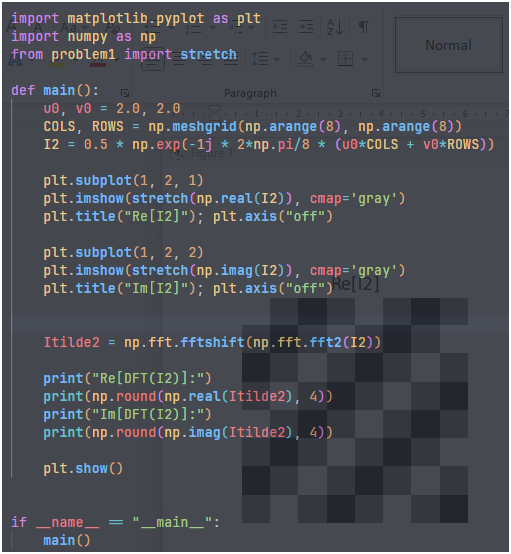 import matplotlib.pyplot as plt
import numpy as np
from problem1 import stretch
Normal
Paragraph
def main():
    u0, v0 = 2.0, 2.0
    COLS, ROWS = np.meshgrid(np.arange(8), np.arange(8))
    I2 = 0.5 * np.exp(-1j * 2*np.pi/8 * (u0*COLS + v0*ROWS))
Figure 1
    plt.subplot(1, 2, 1)
    plt.imshow(stretch(np.real(I2)), cmap='gray')
    plt.title("Re[I2]"); plt.axis("off")
    plt.subplot(1, 2, 2)
    plt.imshow(stretch(np.imag(I2)), cmap='gray')
    plt.title("Im[I2]"); plt.axis("off")
Re[I2]
    Itilde2 = np.fft.fftshift(np.fft.fft2(I2))
    print("Re[DFT(I2)]:")
    print(np.round(np.real(Itilde2), 4))
    print("Im[DFT(I2)]:")
    print(np.round(np.imag(Itilde2), 4))
    plt.show()
if __name__ == "__main__":
    main()